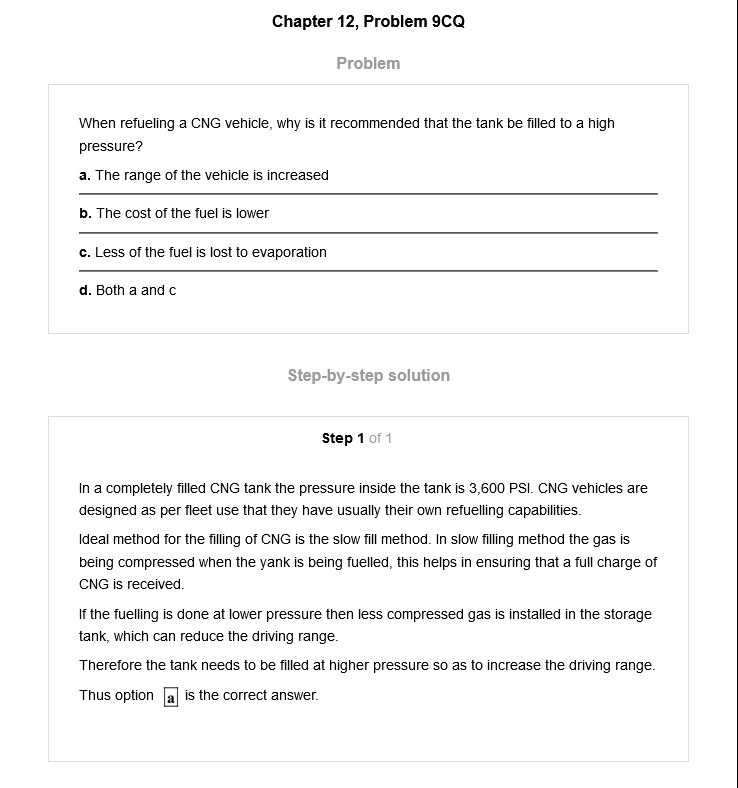 Chapter 12, Problem 9CQ
Problem
When refueling a CNG vehicle, why is it recommended that the tank be filled to a high
pressure?
a. The range of the vehicle is increased
b. The cost of the fuel is lower
c. Less of the fuel is lost to evaporation
d. Both a and c
Step-by-step solution
Step 1 of 1
In a completely filled CNG tank the pressure inside the tank is 3,600 PSI. CNG vehicles are
designed as per fleet use that they have usually their own refuelling capabilities.
Ideal method for the filling of CNG is the slow fill method. In slow filling method the gas is
being compressed when the yank is being fuelled, this helps in ensuring that a full charge of
CNG is received.
If the fuelling is done at lower pressure then less compressed gas is installed in the storage
tank, which can reduce the driving range.
Therefore the tank needs to be filled at higher pressure so as to increase the driving range.
Thus option a is the correct answer.